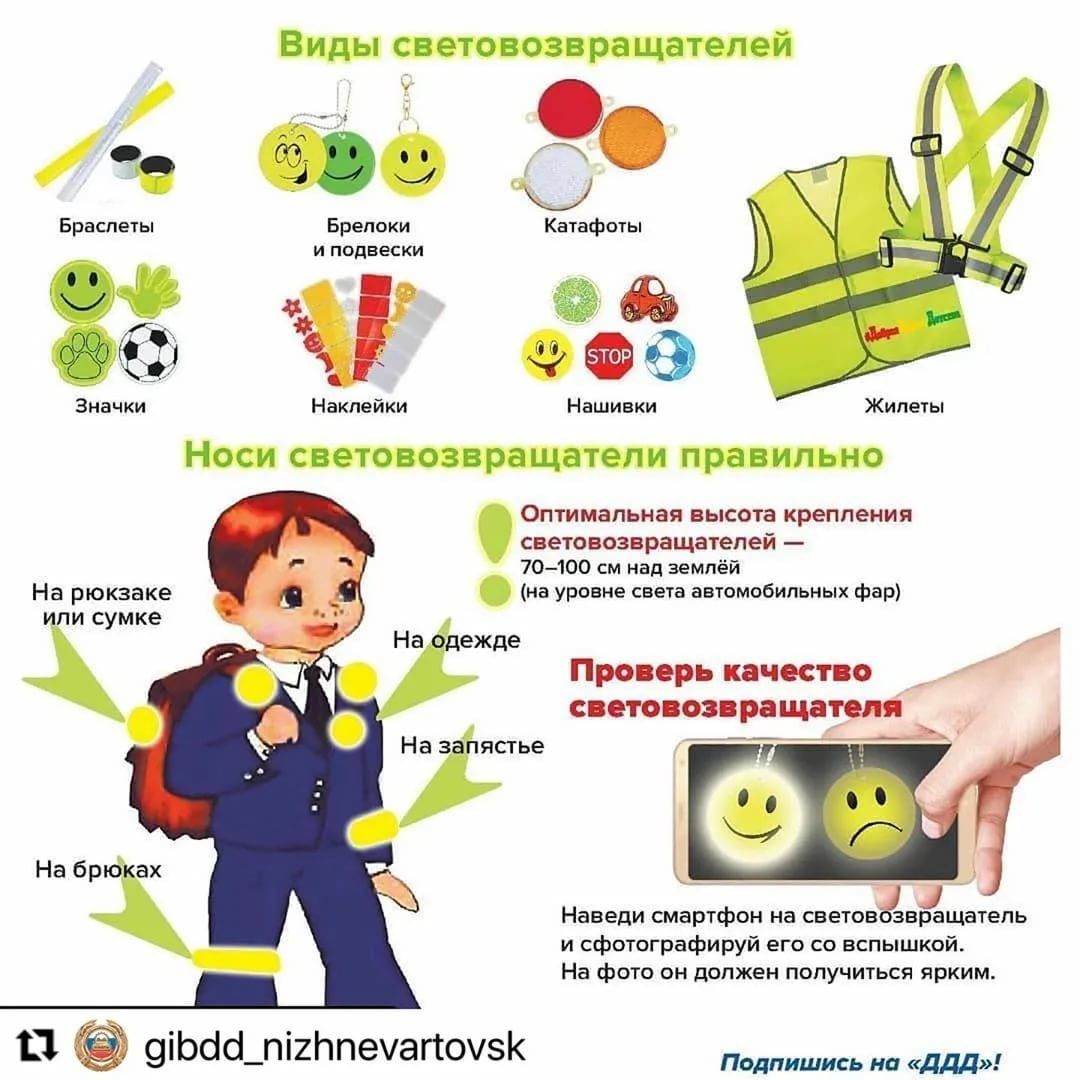 Виды световозвращателей
Браслеты
Брелоки
и подвески
Катафоты
Значки
Наклейки
STOP
Нашивки
Детская
Жилеты
Носи световозвращатели правильно
Оптимальная высота крепления
световозвращателей —
70–100 см над землёй
(на уровне света автомобильных фар)
На рюкзаке
или сумке
На одежде
На запястье
На брюках
Проверь качество
световозвращателя
Наведи смартфон на световозвращатель
и сфотографируй его со вспышкой.
На фото он должен получиться ярким.
gibdd_nizhnevartovsk
Подпишись на «ДДД»!